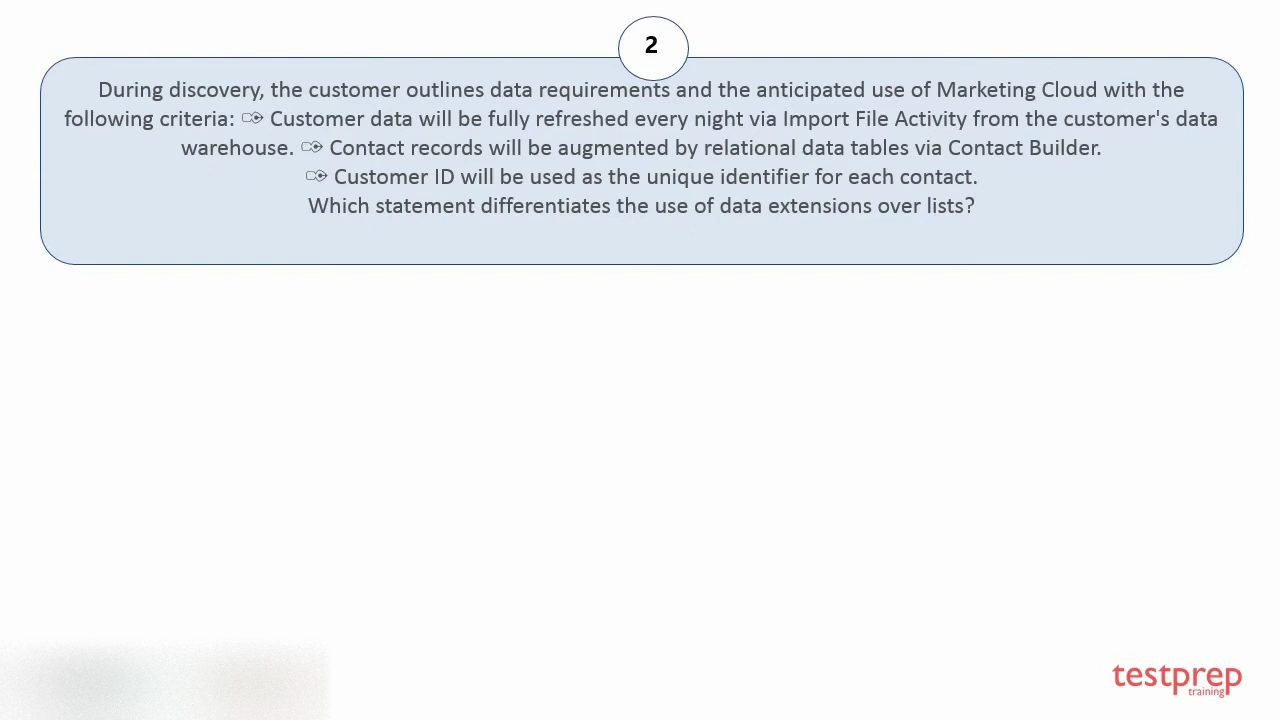 2
During discovery, the customer outlines data requirements and the anticipated use of Marketing Cloud with the
following criteria: ➩ Customer data will be fully refreshed every night via Import File Activity from the customer's data
warehouse. ➩ Contact records will be augmented by relational data tables via Contact Builder.
➩ Customer ID will be used as the unique identifier for each contact.
Which statement differentiates the use of data extensions over lists?
testprep
training